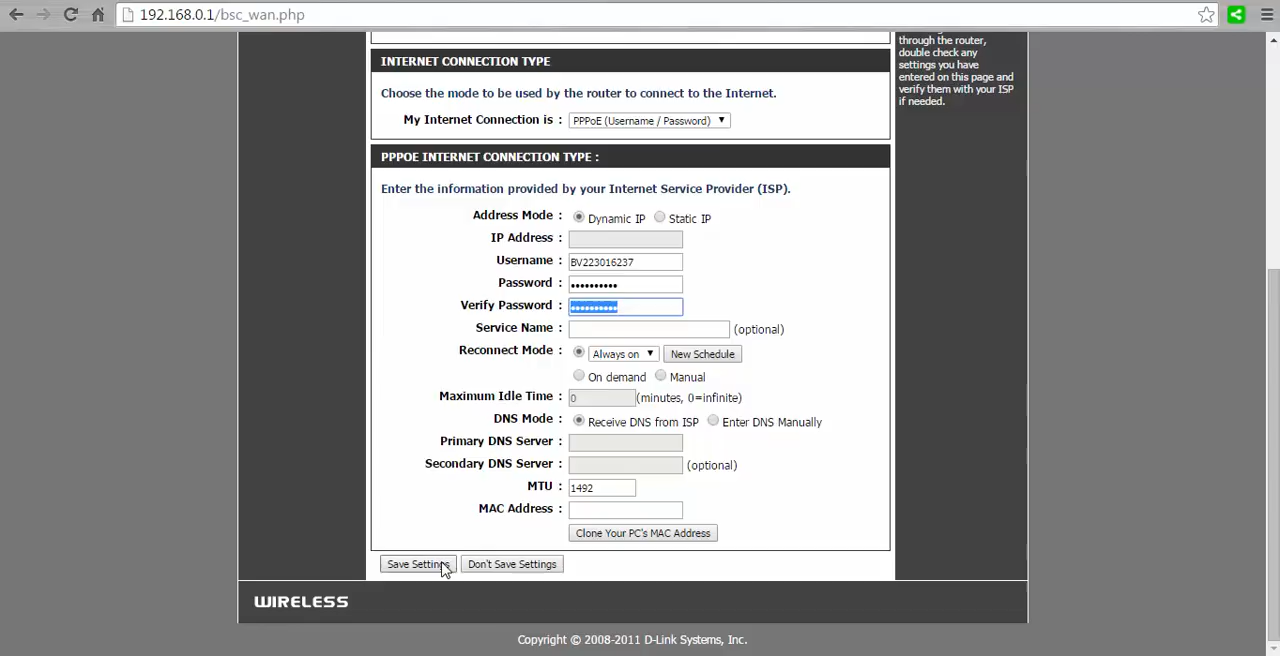 192.168.0.1/bsc_wan.php
through the router,
double check any
settings you have
entered on this page and
verify them with your ISP
if needed.
INTERNET CONNECTION TYPE
Choose the mode to be used by the router to connect to the Internet.
My Internet Connection is : PPPoE (Username / Password)
PPPOE INTERNET CONNECTION TYPE :
Enter the information provided by your Internet Service Provider (ISP).
Address Mode : Dynamic IP Static IP
IP Address :
Username : BV223016237
Password : ••••••••••
Verify Password : ••••••••••
Service Name : (optional)
Reconnect Mode : Always on New Schedule
On demand Manual
Maximum Idle Time : 0 (minutes, 0=infinite)
DNS Mode : Receive DNS from ISP Enter DNS Manually
Primary DNS Server :
Secondary DNS Server : (optional)
MTU : 1492
MAC Address :
Clone Your PC's MAC Address
Save Settings Don't Save Settings
WIRELESS
Copyright © 2008-2011 D-Link Systems, Inc.